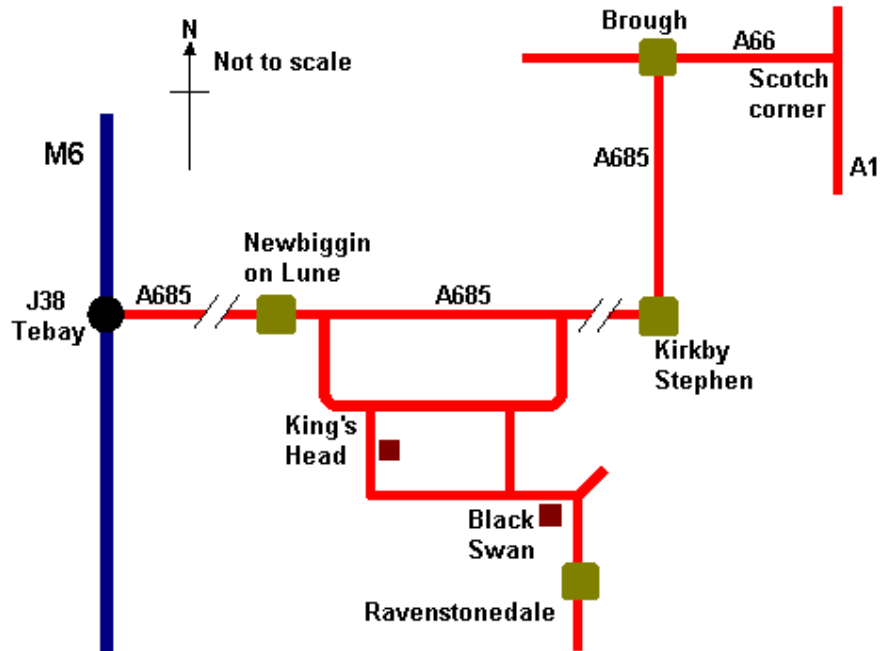 Brough
N
A66
Not to scale
Scotch
corner
M6
A685
A1
Newbiggin
on Lune
J38
Tebay
A685
A685
Kirkby
Stephen
King's
Head
Black
Swan
Ravenstonedale